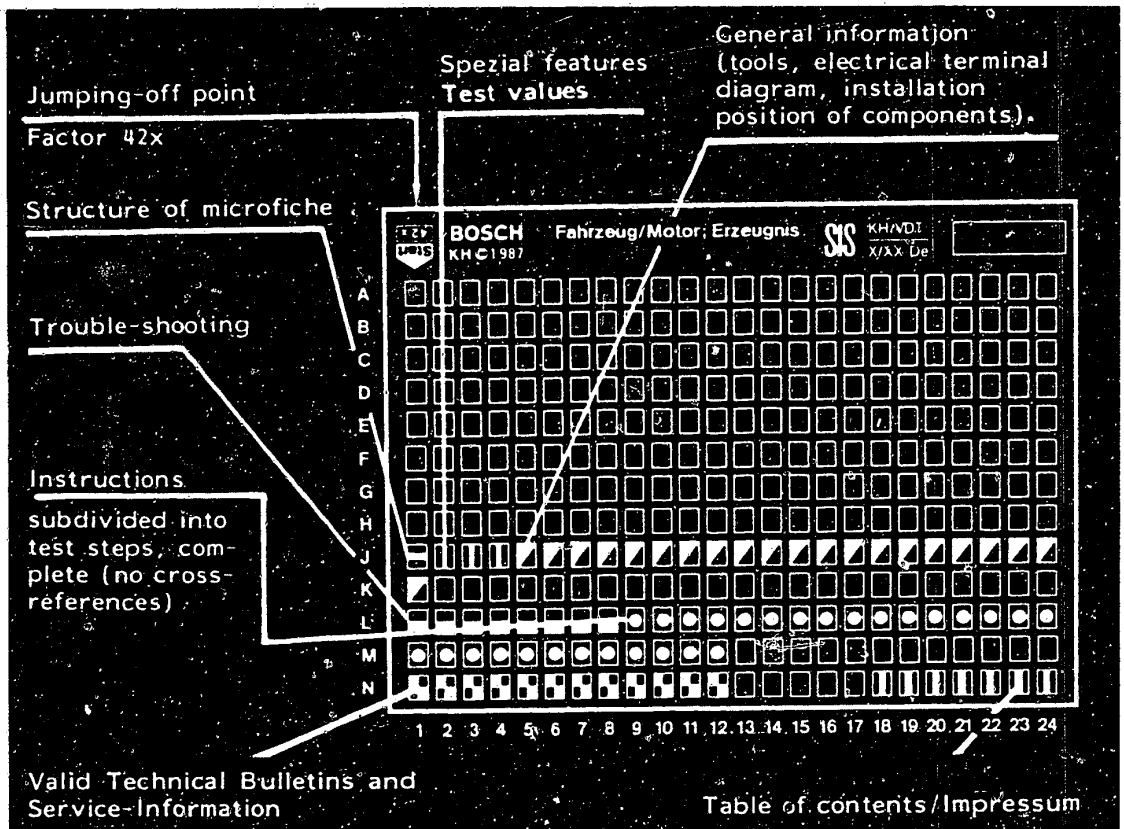 General information
(tools, electrical terminal
diagram, installation
position of components).
Spezial features
Test values
Jumping-off point
Factor 42x
Structure of microfiche
42x
Start
BOSCH
KH © 1987
Fahrzeug/Motor; Erzeugnis
SIS
KH/VDT
X/XX De
A
B
Trouble-shooting
C
D
E
F
G
Instructions
subdivided into
test steps, com-
plete (no cross-
references)
H
J
K
L
M
N
1 2 3 4 5 6 7 8 9 10 11 12 13 14 15 16 17 18 19 20 21 22 23 24
Valid Technical Bulletins and
Service-Information
Table of contents/Impressum